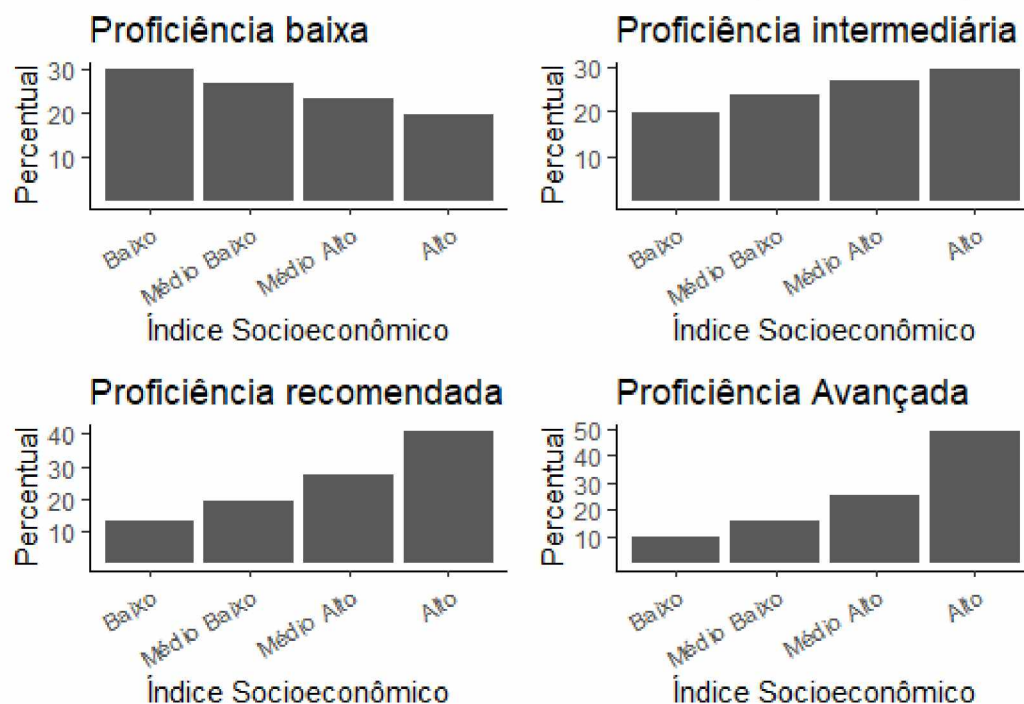 Proficiência baixa
Percentual
30
20
10
Baixo
Médio Baixo
Médio Alto
Alto
Índice Socioeconômico
Proficiência intermediária
Percentual
30
20
10
Baixo
Médio Baixo
Médio Alto
Alto
Índice Socioeconômico
Proficiência recomendada
Percentual
40
30
20
10
Baixo
Médio Baixo
Médio Alto
Alto
Índice Socioeconômico
Proficiência Avançada
Percentual
50
40
30
20
10
Baixo
Médio Baixo
Médio Alto
Alto
Índice Socioeconômico